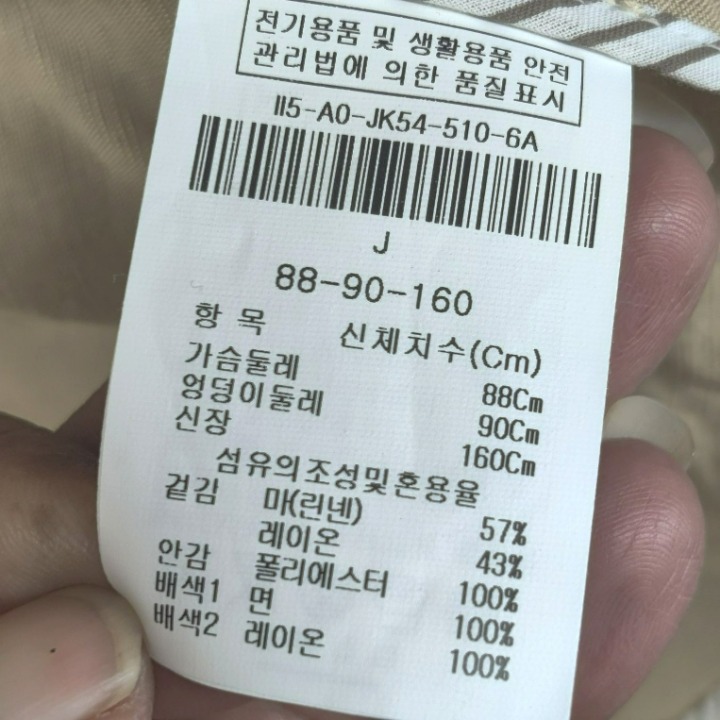 전기용품 및 생활용품 안전
관리법에 의한 품질표시
II5-A0-JK54-510-6A
J
88-90-160
항 목 신체치수(Cm)
가슴둘레 88Cm
엉덩이둘레 90Cm
신장 160Cm
섬유의조성및혼용율
겉감 마(린넨) 57%
레이온 43%
안감 폴리에스터 100%
배색1 면 100%
배색2 레이온 100%